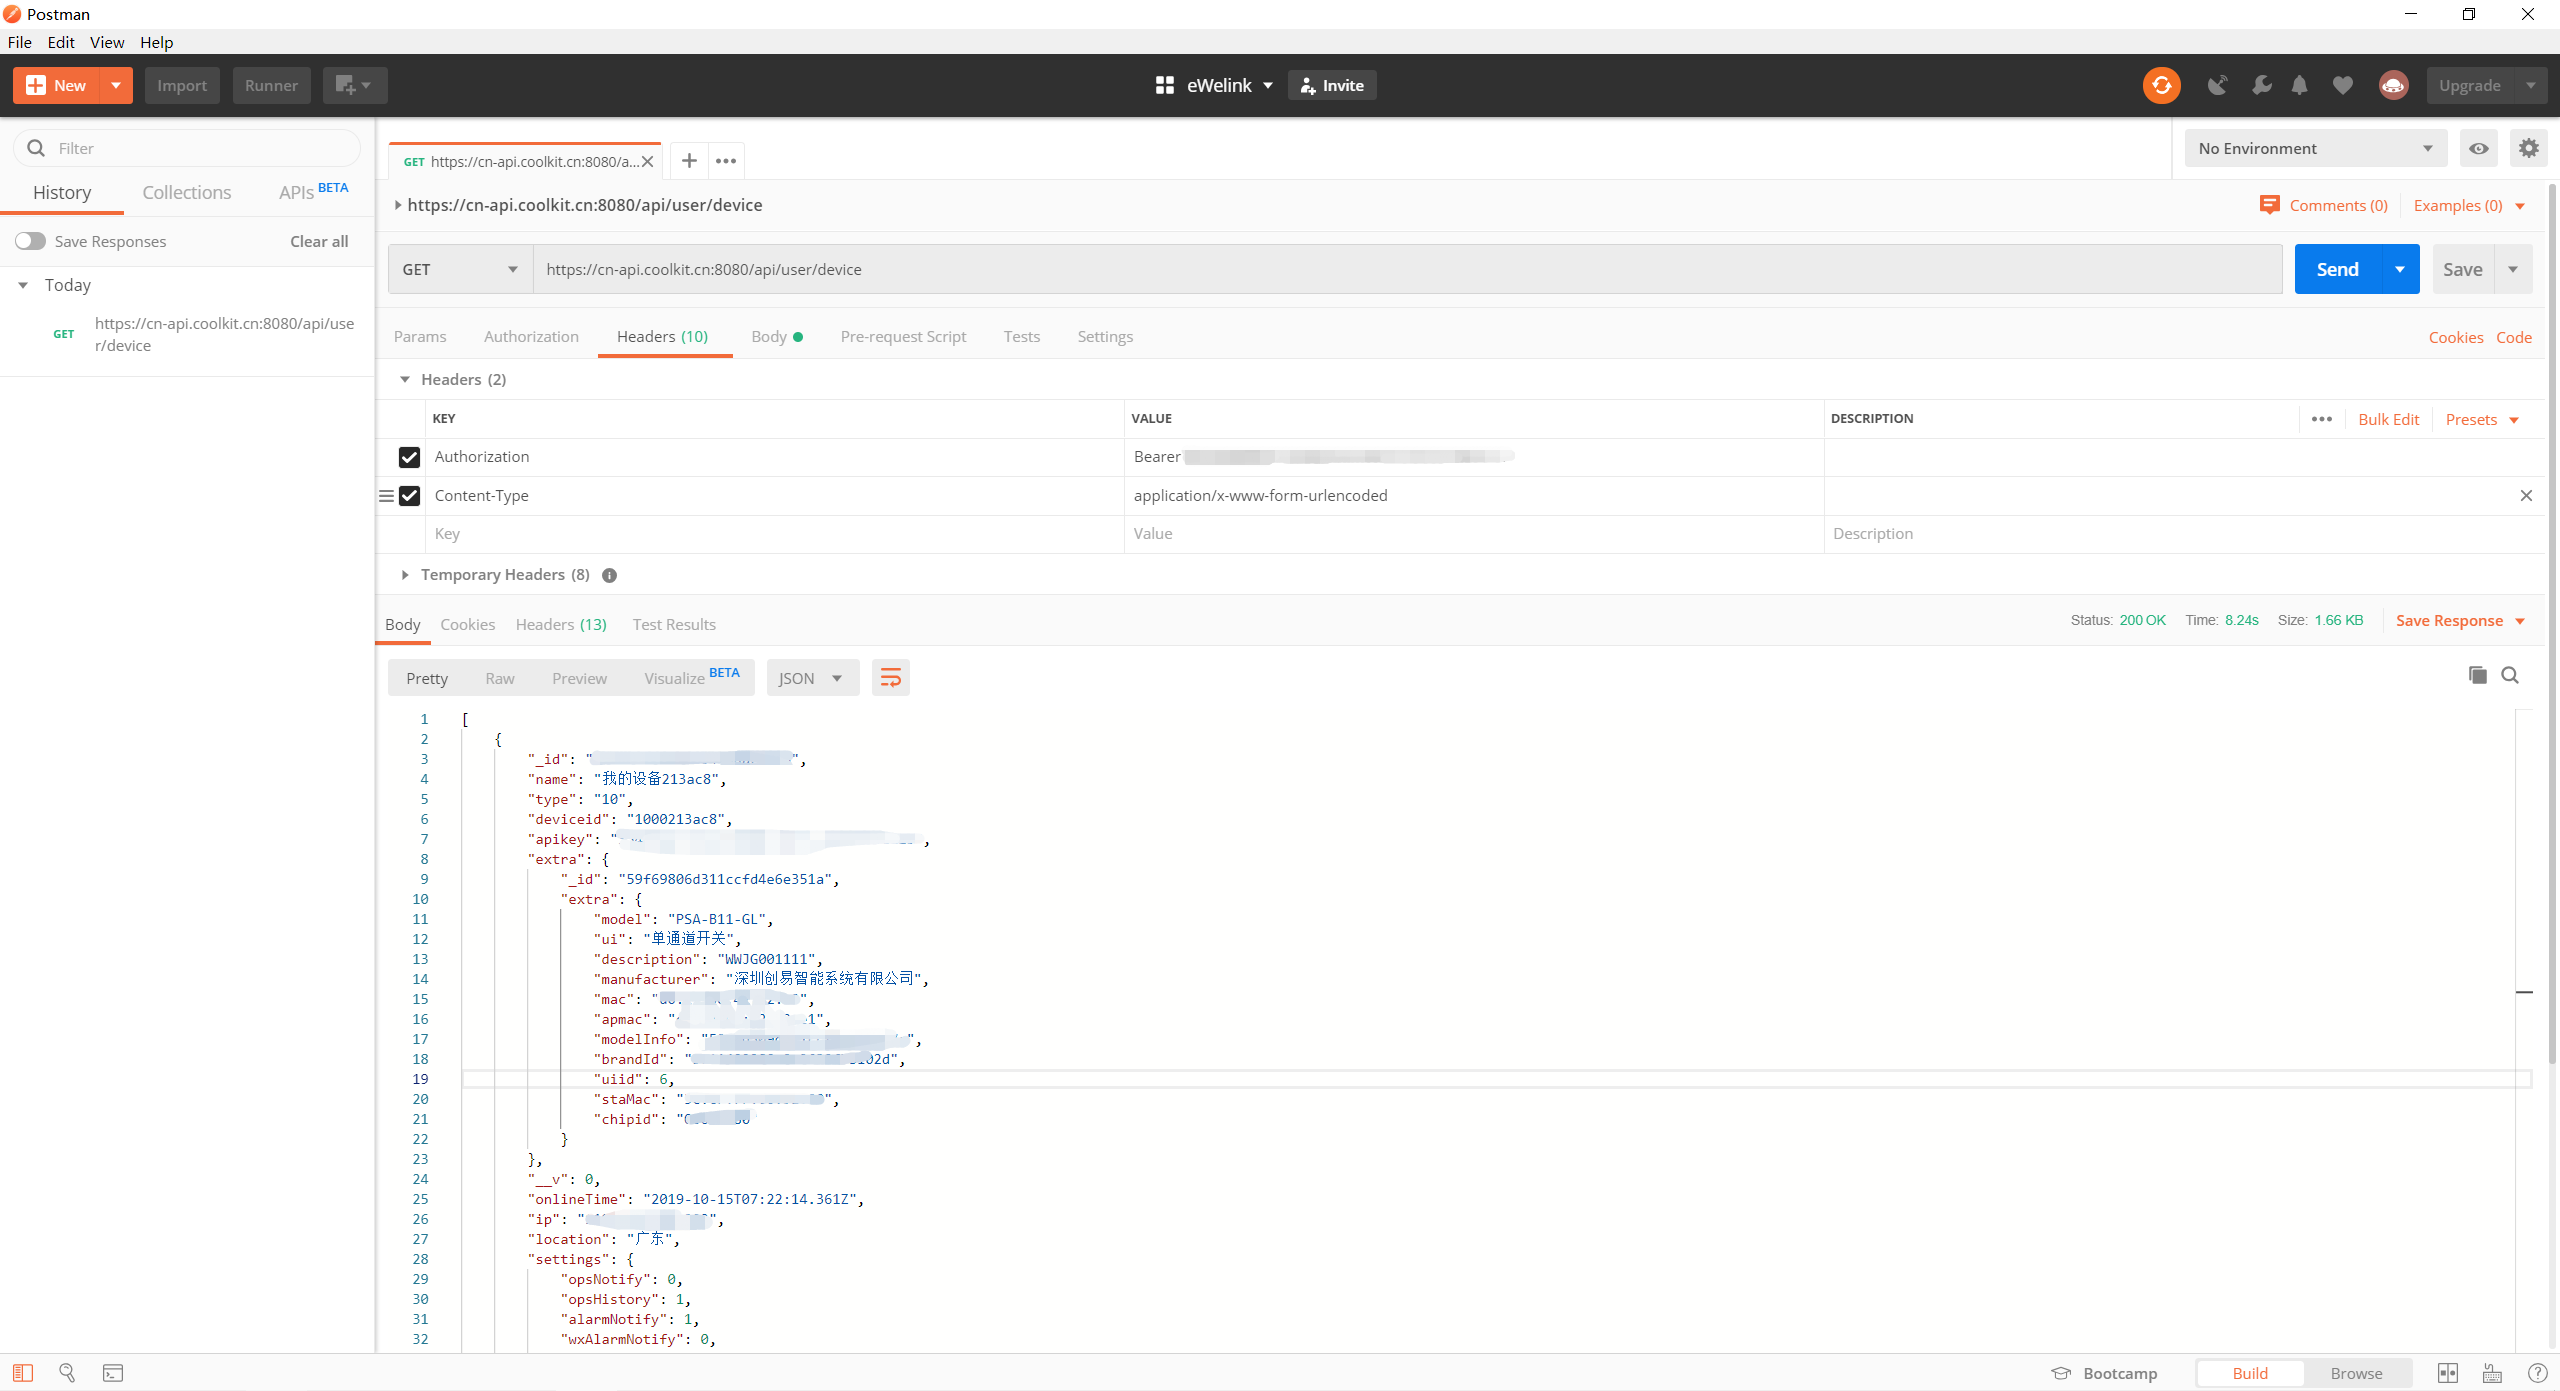 Postman
File Edit View Help
New Import Runner eWelink Invite Upgrade
Filter
History Collections APIs BETA
Save Responses Clear all
Today
GET https://cn-api.coolkit.cn:8080/api/use
r/device
GET https://cn-api.coolkit.cn:8080/a...
No Environment
https://cn-api.coolkit.cn:8080/api/user/device
Comments (0) Examples (0)
GET https://cn-api.coolkit.cn:8080/api/user/device Send Save
Params Authorization Headers (10) Body Pre-request Script Tests Settings Cookies Code
Headers (2)
KEY VALUE DESCRIPTION Bulk Edit Presets
Authorization Bearer
Content-Type application/x-www-form-urlencoded
Key Value Description
Temporary Headers (8)
Body Cookies Headers (13) Test Results Status: 200 OK Time: 8.24s Size: 1.66 KB Save Response
Pretty Raw Preview Visualize BETA JSON
1 [
2 {
3 "_id": "",
4 "name": "我的设备213ac8",
5 "type": "10",
6 "deviceid": "1000213ac8",
7 "apikey": ",
8 "extra": {
9 "_id": "59f69806d311ccfd4e6e351a",
10 "extra": {
11 "model": "PSA-B11-GL",
12 "ui": "单通道开关",
13 "description": "WWJG001111",
14 "manufacturer": "深圳创易智能系统有限公司",
15 "mac": "",
16 "apmac": "",
17 "modelInfo": "",
18 "brandId": "",
19 "uiid": 6,
20 "staMac": "",
21 "chipid": "
22 }
23 },
24 "__v": 0,
25 "onlineTime": "2019-10-15T07:22:14.361Z",
26 "ip": "",
27 "location": "广东",
28 "settings": {
29 "opsNotify": 0,
30 "opsHistory": 1,
31 "alarmNotify": 1,
32 "wxAlarmNotify": 0,
Bootcamp Build Browse